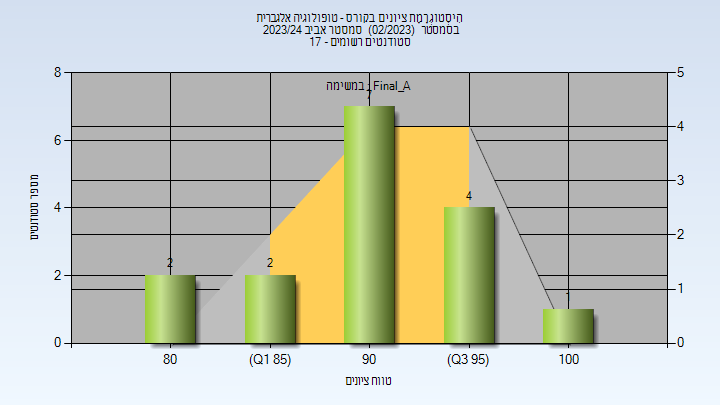 היסטוגרמת ציונים בקורס - טופולוגיה אלגברית
בסמסטר (02/2023) סמסטר אביב 2023/24
סטודנטים רשומים - 17
במשימה : Final_A
8
6
4
2
0
5
4
3
2
1
0
מספר סטודנטים
2
2
7
4
1
80
(Q1 85)
90
(Q3 95)
100
טווח ציונים